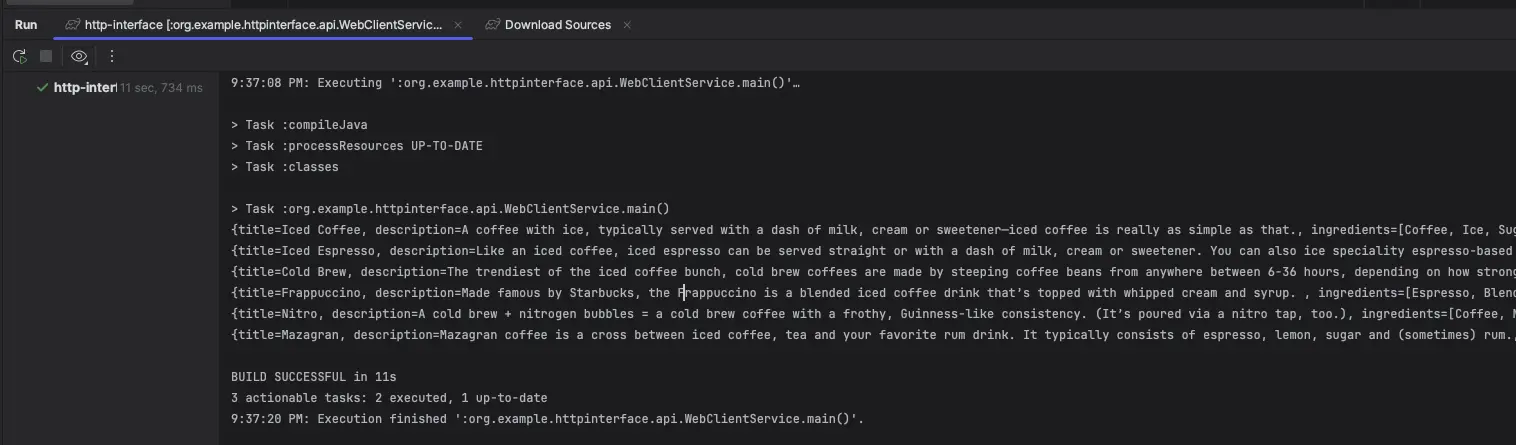 Run http-interface [:org.example.httpinterface.api.WebClientServic... Download Sources
http-inter 11 sec, 734 ms
9:37:08 PM: Executing ':org.example.httpinterface.api.WebClientService.main()'…
> Task :compileJava
> Task :processResources UP-TO-DATE
> Task :classes
> Task :org.example.httpinterface.api.WebClientService.main()
{title=Iced Coffee, description=A coffee with ice, typically served with a dash of milk, cream or sweetener—iced coffee is really as simple as that., ingredients=[Coffee, Ice, Sug
{title=Iced Espresso, description=Like an iced coffee, iced espresso can be served straight or with a dash of milk, cream or sweetener. You can also ice speciality espresso-based
{title=Cold Brew, description=The trendiest of the iced coffee bunch, cold brew coffees are made by steeping coffee beans from anywhere between 6-36 hours, depending on how strong
{title=Frappuccino, description=Made famous by Starbucks, the Frappuccino is a blended iced coffee drink that’s topped with whipped cream and syrup. , ingredients=[Espresso, Blen
{title=Nitro, description=A cold brew + nitrogen bubbles = a cold brew coffee with a frothy, Guinness-like consistency. (It’s poured via a nitro tap, too.), ingredients=[Coffee, N
{title=Mazagran, description=Mazagran coffee is a cross between iced coffee, tea and your favorite rum drink. It typically consists of espresso, lemon, sugar and (sometimes) rum.,
BUILD SUCCESSFUL in 11s
3 actionable tasks: 2 executed, 1 up-to-date
9:37:20 PM: Execution finished ':org.example.httpinterface.api.WebClientService.main()'.